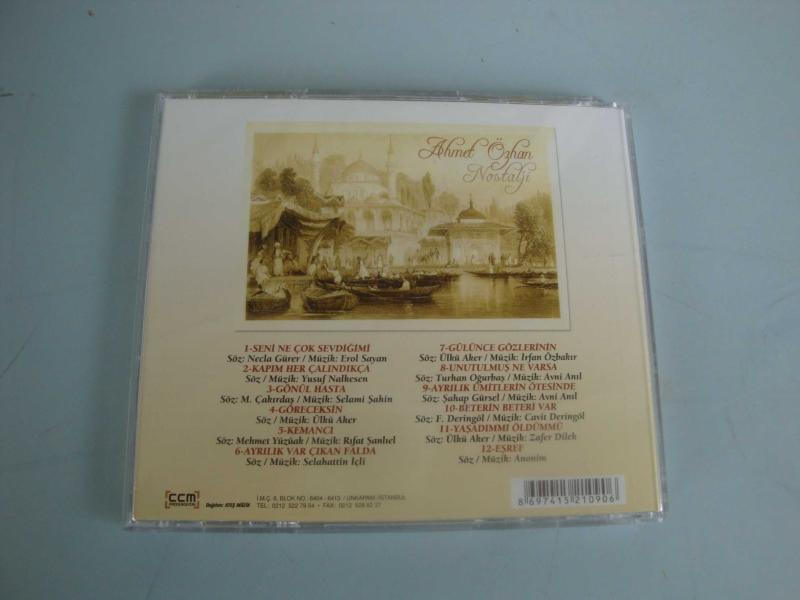 Ahmet Özhan
Nostalji
1-SENİ NE ÇOK SEVDİĞİMİ
Söz: Necla Gürer / Müzik: Erol Sayan
2-KAPIM HER ÇALINDIKÇA
Söz / Müzik: Yusuf Nalkesen
3-GÖNÜL HASTA
Söz: M. Çakırdaş / Müzik: Selami Şahin
4-GÖRECEKSİN
Söz / Müzik: Ülkü Aker
5-KEMANCI
Söz: Mehmet Yüzüak / Müzik: Rıfat Şanlıel
6-AYRILIK VAR ÇIKAN FALDA
Söz / Müzik: Selahattin İçli
7-GÜLÜNCE GÖZLERİNİN
Söz: Ülkü Aker / Müzik: İrfan Özbakır
8-UNUTULMUŞ NE VARSA
Söz: Turhan Oğurbaş / Müzik: Avni Anıl
9-AYRILIK ÜMİTLERİN ÖTESİNDE
Söz: Şahap Gürsel / Müzik: Avni Anıl
10-BETERİN BETERİ VAR
Söz: F. Deringöl / Müzik: Cavit Deringöl
11-YAŞADIMMI ÖLDÜMMÜ
Söz: Ülkü Aker / Müzik: Zafer Dilek
12-EŞREF
Söz / Müzik: Anonim
CCM
İ.M.Ç. 6. BLOK NO : 6404 - 6413 / UNKAPANI-İSTANBUL
8 697415 210906